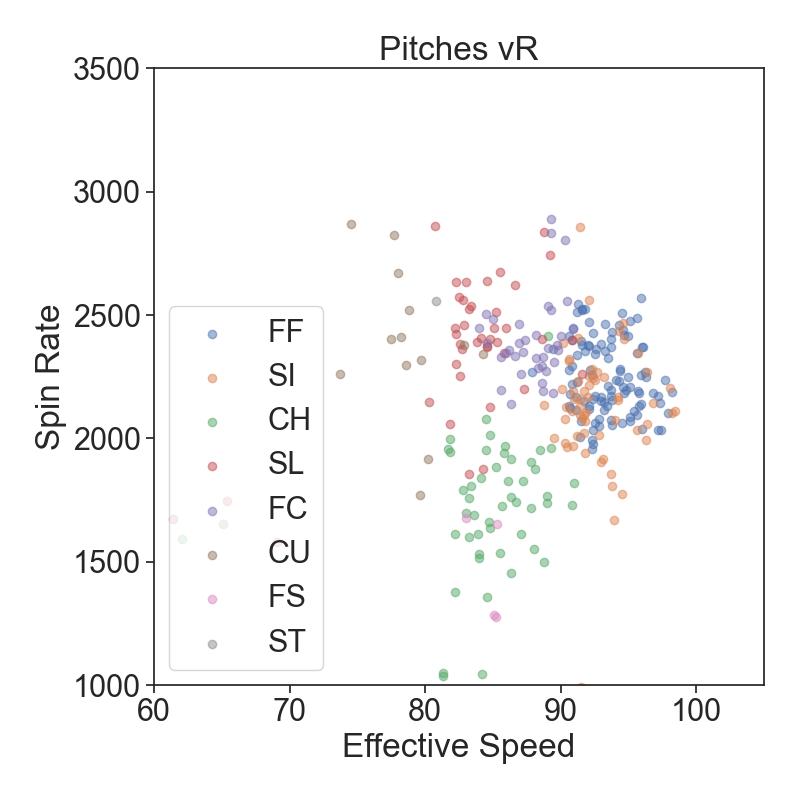 Pitches vR
3500
3000
2500
2000
1500
1000
Spin Rate
FF
SI
CH
SL
FC
CU
FS
ST
60 70 80 90 100
Effective Speed